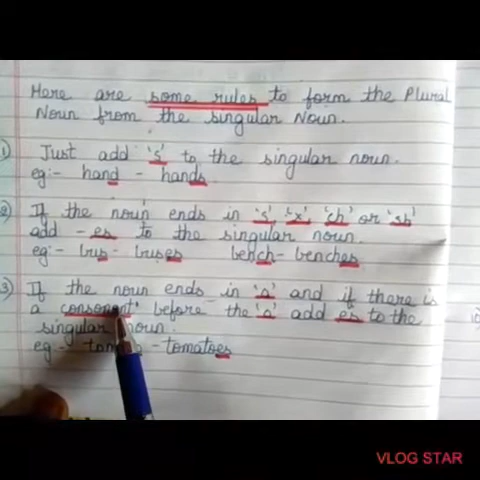 Here are some rules to form the Plural
Noun from the singular Noun.
1) Just add 's' to the singular noun.
eg:- hand - hands
2) If the noun ends in 's', 'x', 'ch' or 'sh'
add - es to the singular noun.
eg:- bus - buses bench- benches
3) If the noun ends in 'o' and if there is
a consonant' before the 'o' add es to the
singular noun.
eg - - tomatoes
VLOG STAR